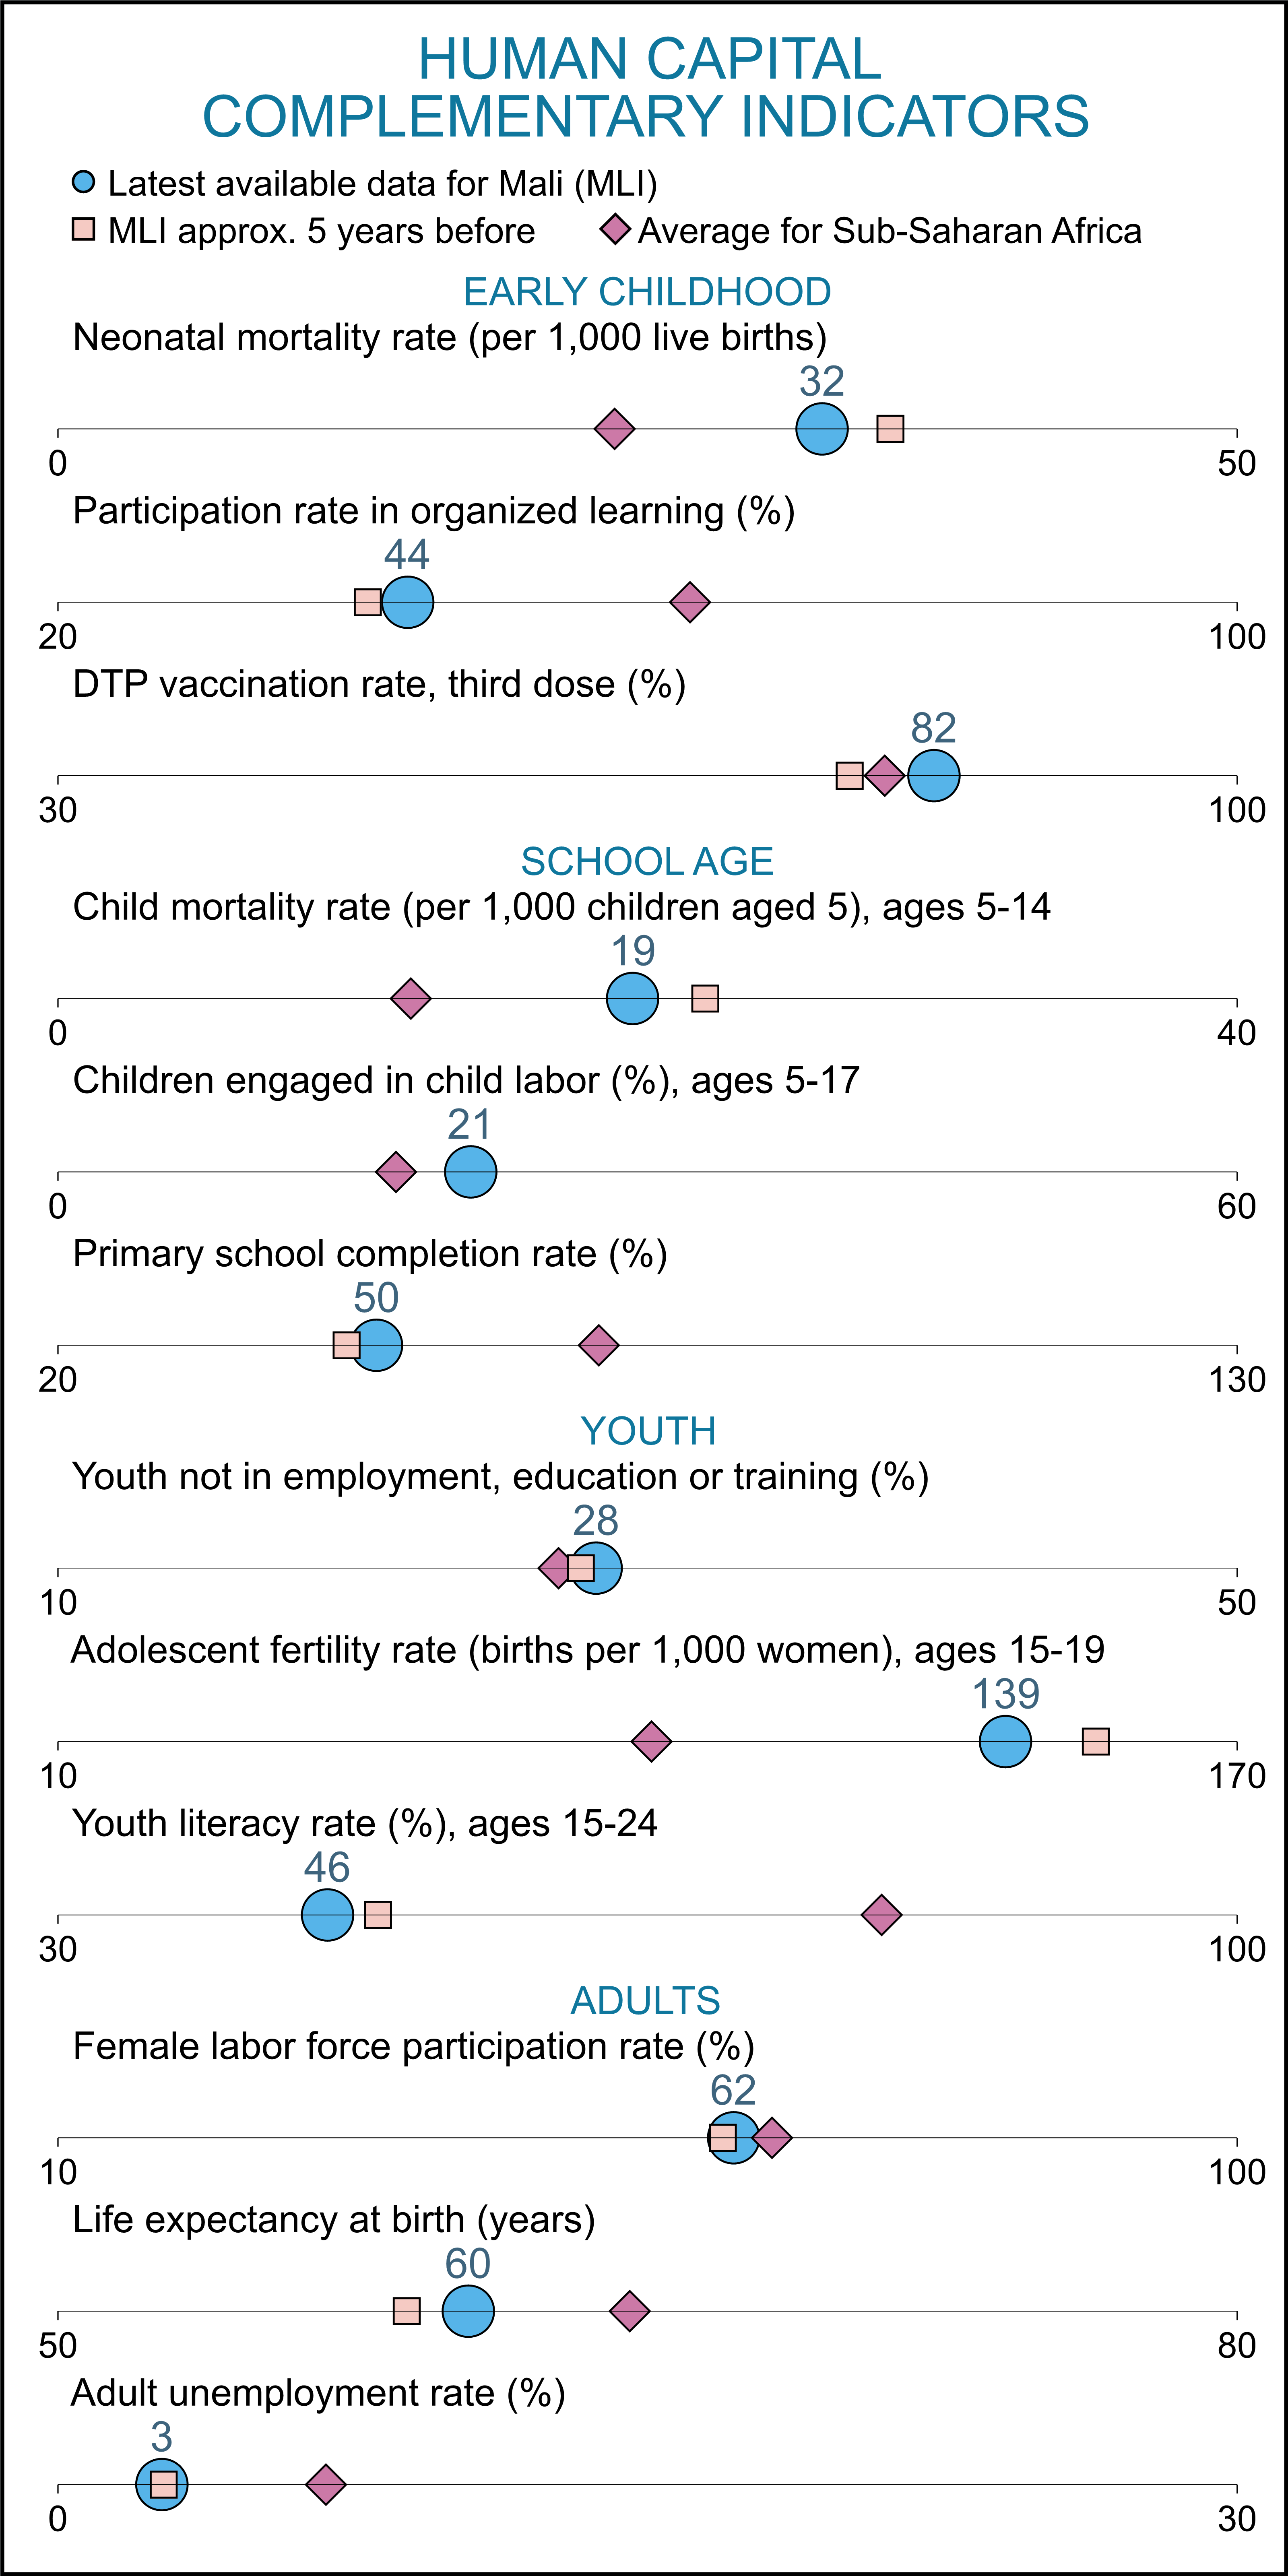 HUMAN CAPITAL
COMPLEMENTARY INDICATORS
Latest available data for Mali (MLI)
MLI approx. 5 years before Average for Sub-Saharan Africa
EARLY CHILDHOOD
Neonatal mortality rate (per 1,000 live births)
32
0 50
Participation rate in organized learning (%)
44
20 100
DTP vaccination rate, third dose (%)
82
30 100
SCHOOL AGE
Child mortality rate (per 1,000 children aged 5), ages 5-14
19
0 40
Children engaged in child labor (%), ages 5-17
21
0 60
Primary school completion rate (%)
50
20 130
YOUTH
Youth not in employment, education or training (%)
28
10 50
Adolescent fertility rate (births per 1,000 women), ages 15-19
139
10 170
Youth literacy rate (%), ages 15-24
46
30 100
ADULTS
Female labor force participation rate (%)
62
10 100
Life expectancy at birth (years)
60
50 80
Adult unemployment rate (%)
3
0 30